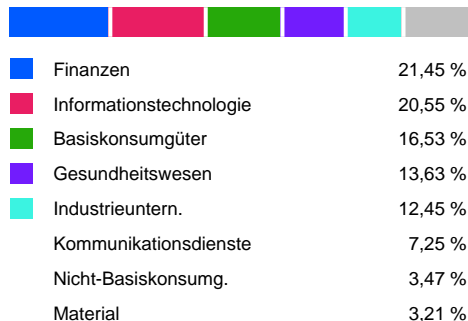 Finanzen 21,45 %
Informationstechnologie 20,55 %
Basiskonsumgüter 16,53 %
Gesundheitswesen 13,63 %
Industrieuntern. 12,45 %
Kommunikationsdienste 7,25 %
Nicht-Basiskonsumg. 3,47 %
Material 3,21 %